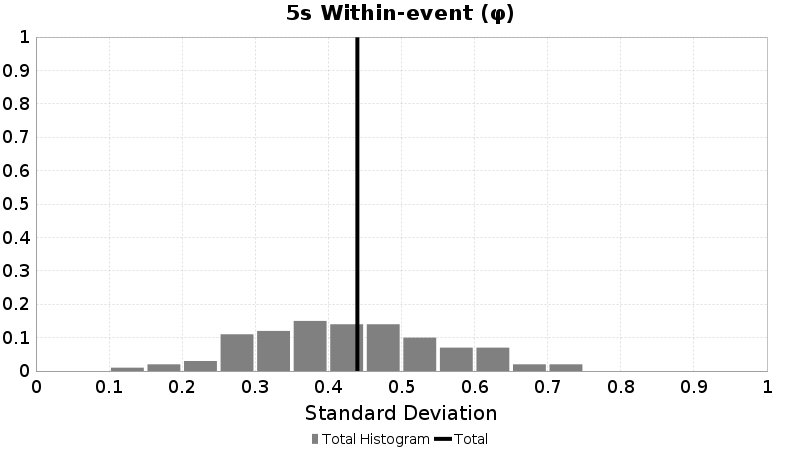 5s Within-event (φ)
1
0.9
0.8
0.7
0.6
0.5
0.4
0.3
0.2
0.1
0
0 0.1 0.2 0.3 0.4 0.5 0.6 0.7 0.8 0.9 1
Standard Deviation
Total Histogram Total